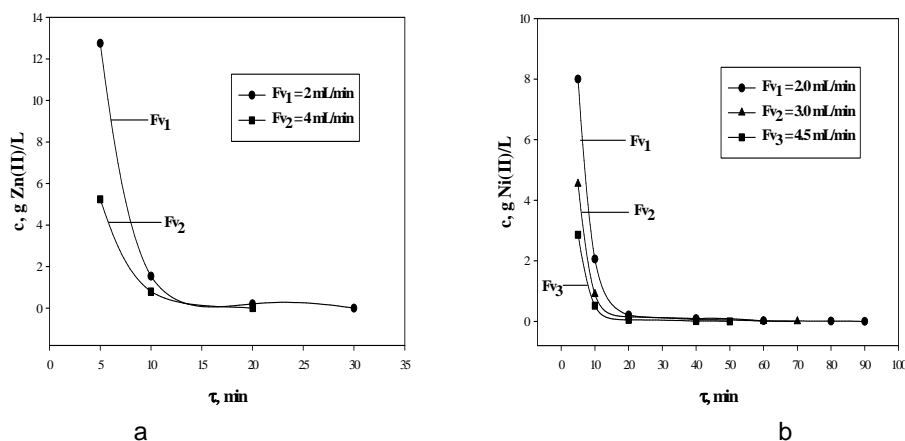 14
12
10
8
6
4
2
0
c, g Zn(II)/L
Fv1 = 2 mL/min
Fv2 = 4 mL/min
Fv1
Fv2
0 5 10 15 20 25 30 35
τ, min
a
10
8
6
4
2
0
c, g Ni(II)/L
Fv1 = 2.0 mL/min
Fv2 = 3.0 mL/min
Fv3 = 4.5 mL/min
Fv1
Fv2
Fv3
0 10 20 30 40 50 60 70 80 90 100
τ, min
b